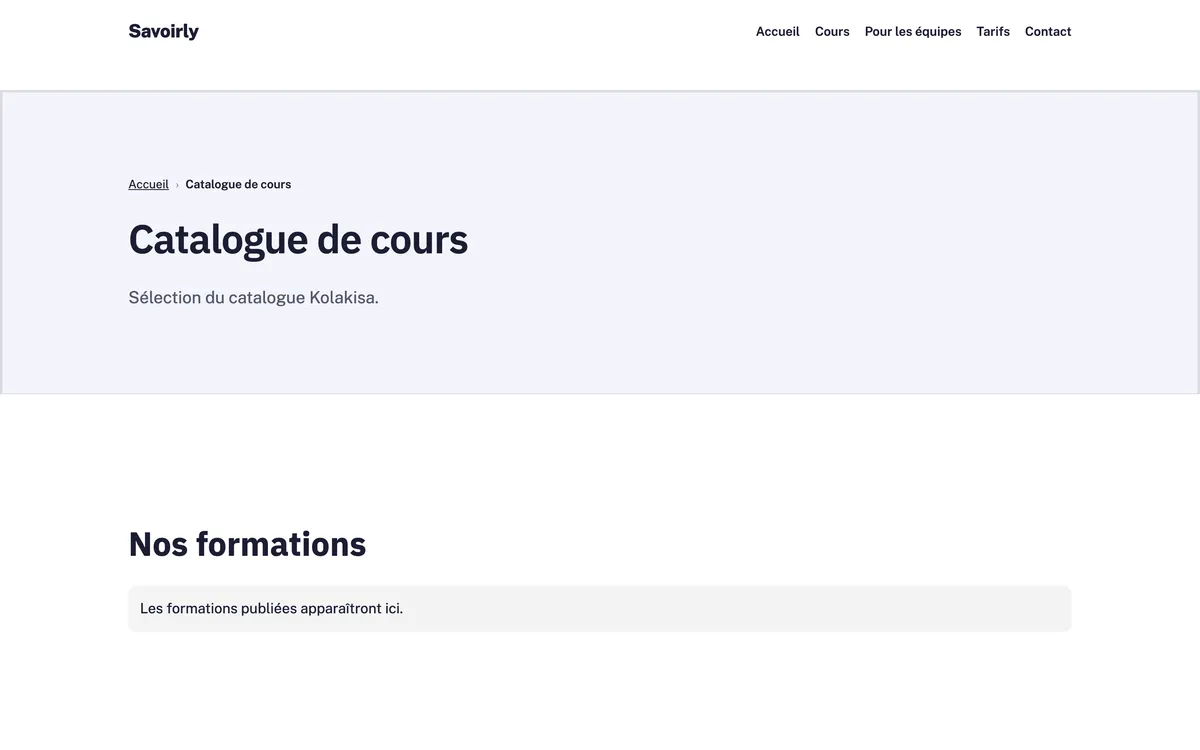 Savoirly
Accueil Cours Pour les équipes Tarifs Contact
Accueil › Catalogue de cours
Catalogue de cours
Sélection du catalogue Kolakisa.
Nos formations
Les formations publiées apparaîtront ici.